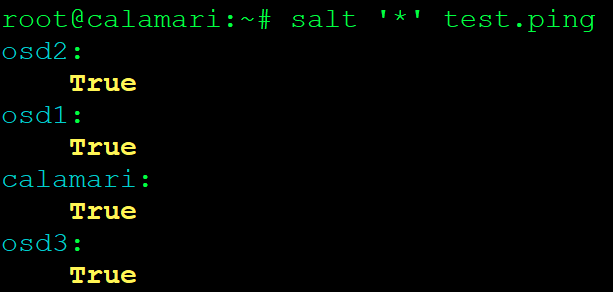 root@calamari:~# salt '*' test.ping
osd2:
    True
osd1:
    True
calamari:
    True
osd3:
    True